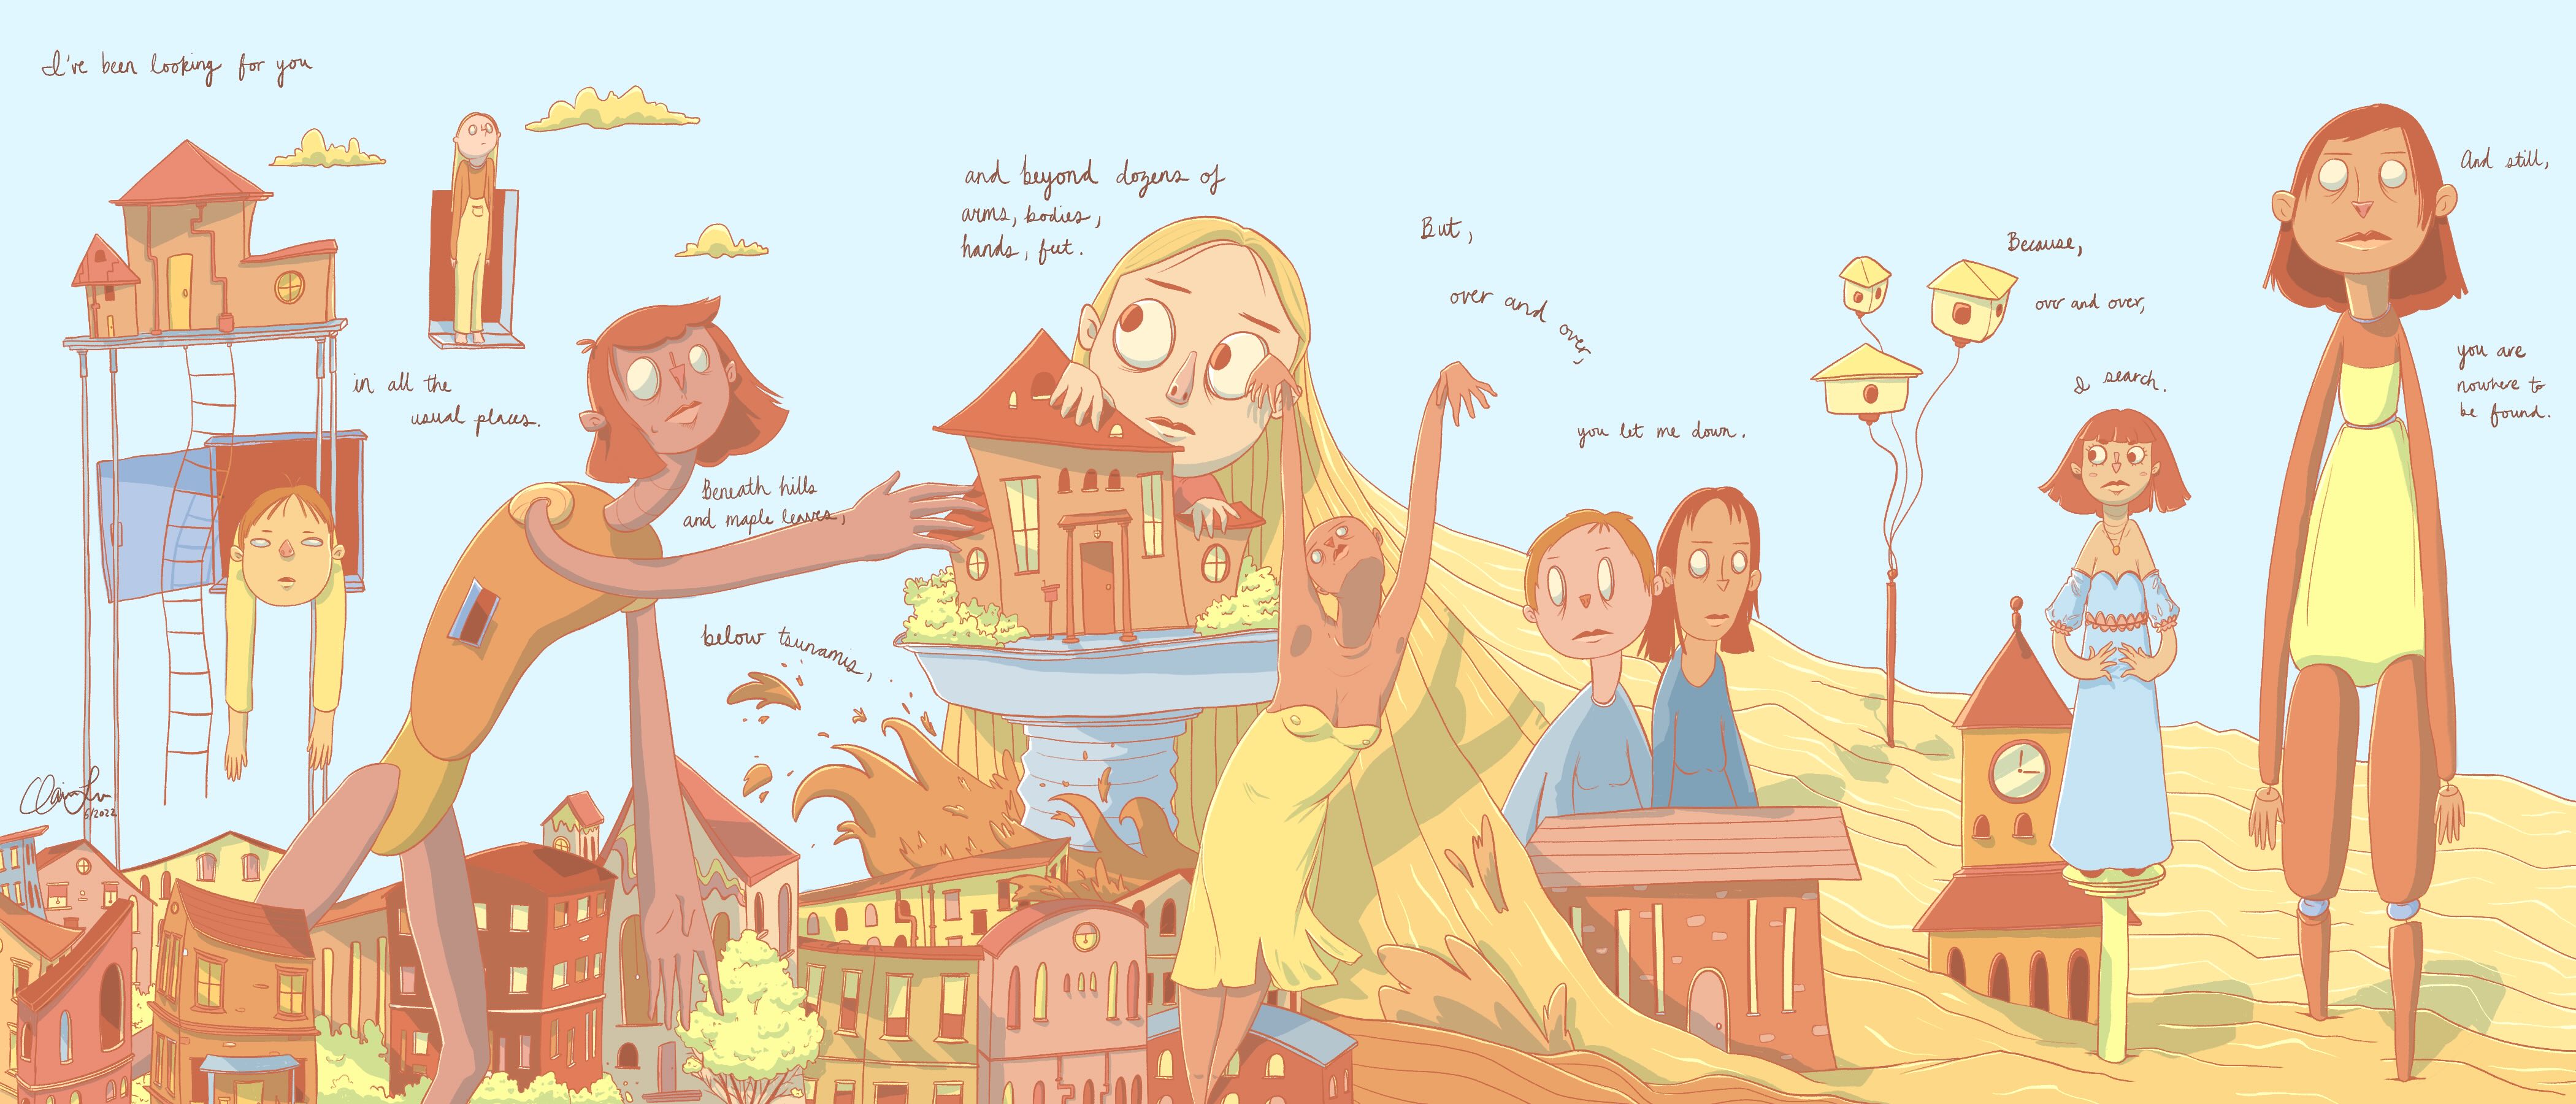 I've been looking for you
in all the
usual places.
Beneath hills
and maple leaves,
below tsunamis,
and beyond dozens of
arms, bodies,
hands, feet.
But,
over and over,
you let me down.
Because,
over and over,
I search.
And still,
you are
nowhere to
be found.
5/2022